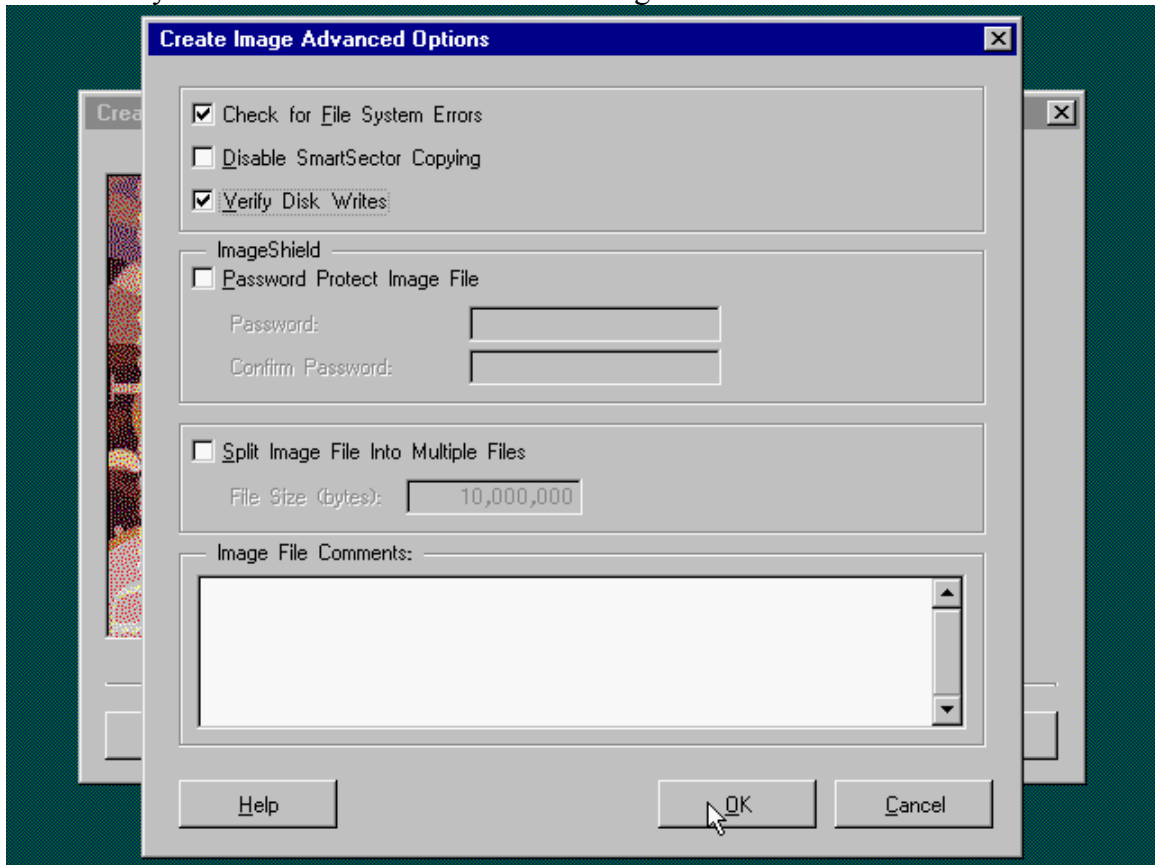 Create Image Advanced Options
Crea
Check for File System Errors
Disable SmartSector Copying
Verify Disk Writes
ImageShield
Password Protect Image File
Password:
Confirm Password:
Split Image File Into Multiple Files
File Size (bytes): 10,000,000
Image File Comments:
Help OK Cancel